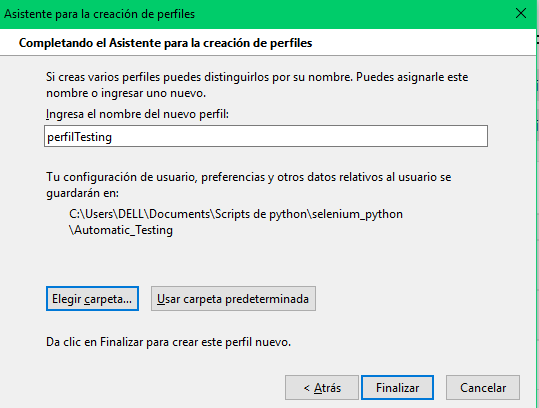 Asistente para la creación de perfiles
Completando el Asistente para la creación de perfiles
Si creas varios perfiles puedes distinguirlos por su nombre. Puedes asignarle este
nombre o ingresar uno nuevo.
Ingresa el nombre del nuevo perfil:
perfilTesting
Tu configuración de usuario, preferencias y otros datos relativos al usuario se
guardarán en:
C:\Users\DELL\Documents\Scripts de python\selenium_python
\Automatic_Testing
Elegir carpeta... Usar carpeta predeterminada
Da clic en Finalizar para crear este perfil nuevo.
< Atrás Finalizar Cancelar